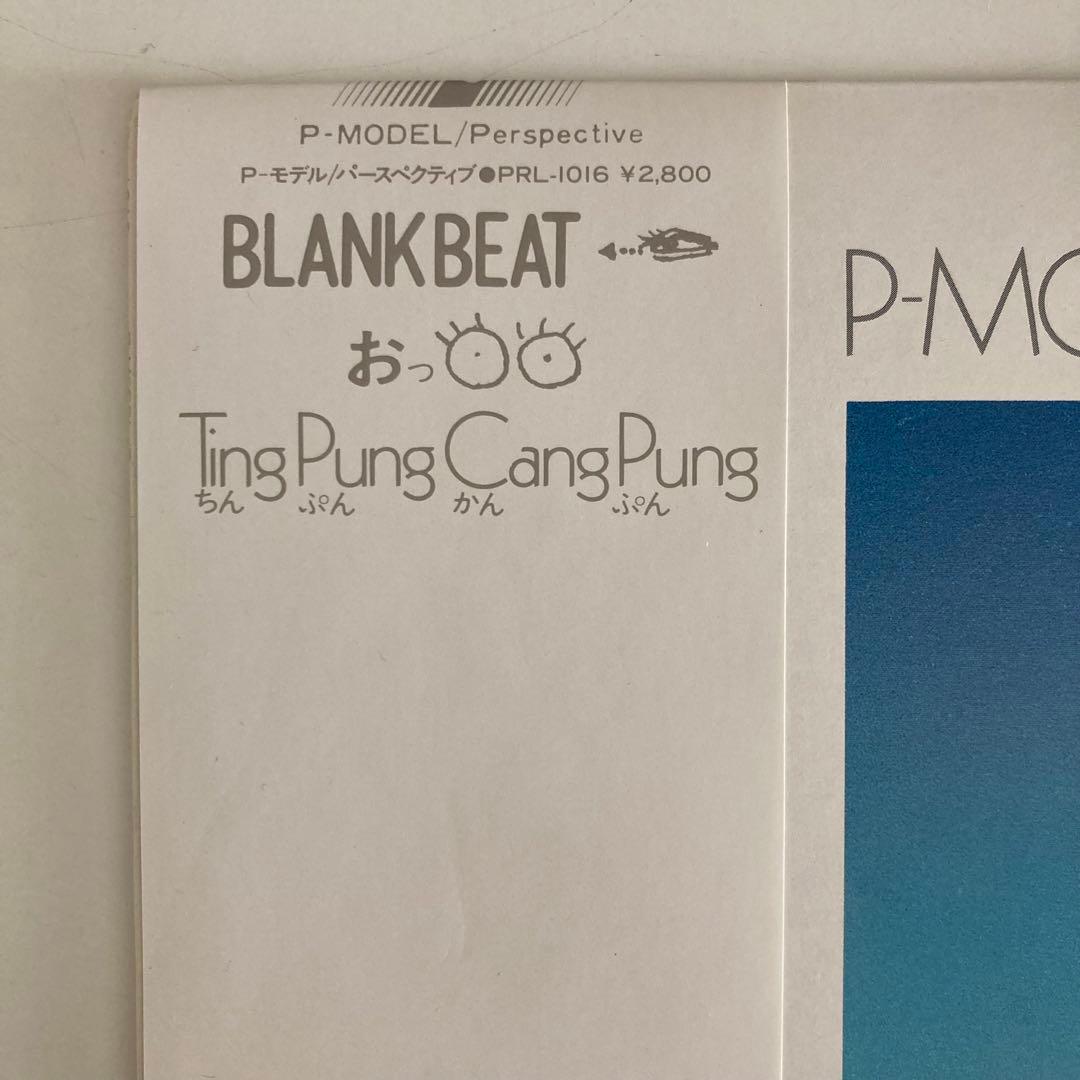 P-MODEL/Perspective
P-モデル/パースペクティブ●PRL-1016 ¥2,800
BLANK BEAT
おっ
Ting Pung Cang Pung
ちん ぷん かん ぷん
P-MO